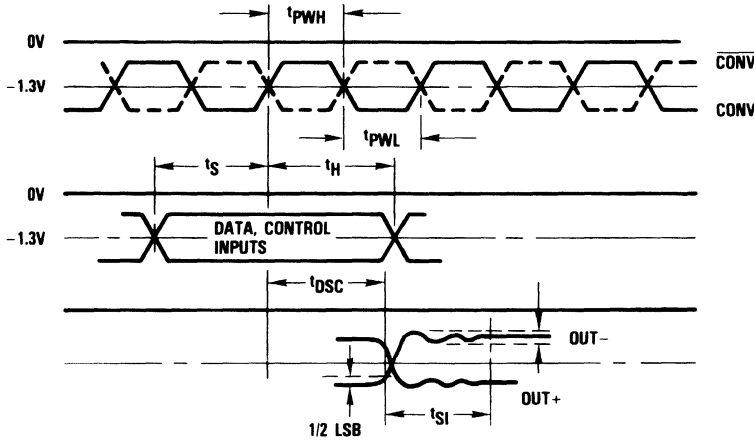 tPWH
0V
CONV
−1.3V
CONV
tPWL
tS
tH
0V
DATA, CONTROL
INPUTS
−1.3V
tDSC
OUT−
OUT+
tSI
1/2 LSB